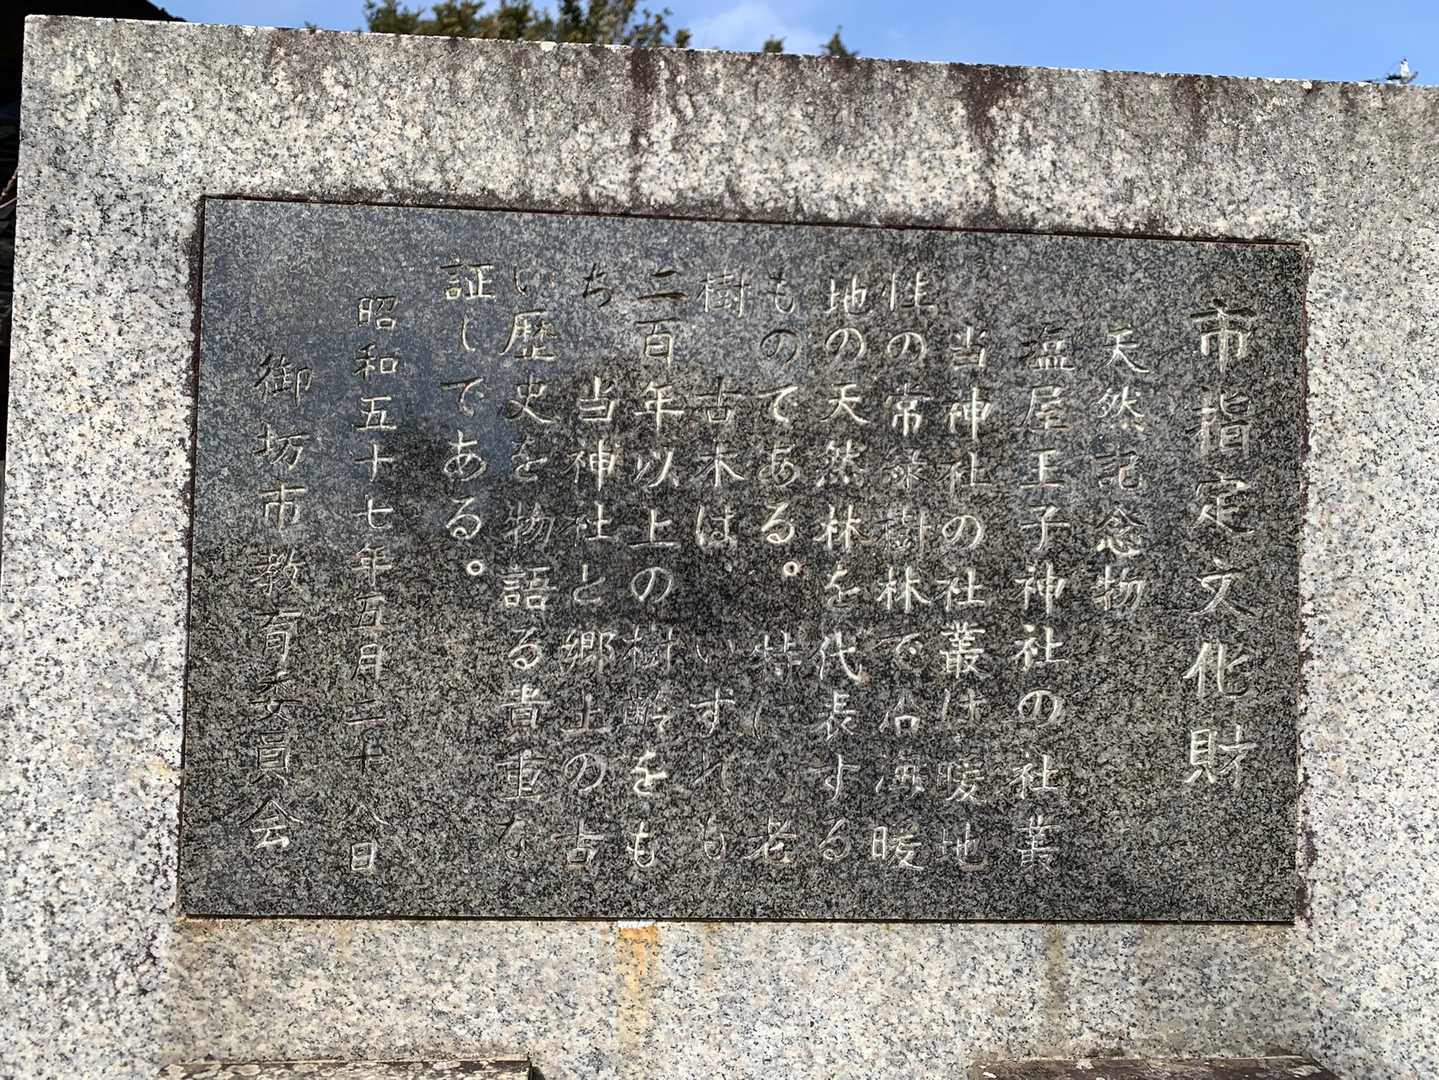 市指定文化財
天然記念物
塩屋王子神社の社叢
当神社の社叢は暖地
性の常緑樹林で沿海暖
地の天然林を代表する
ものてある。特に老
樹古木はいずれも
二百年以上の樹齢をも
ち当神社と郷土の古
い歴史を物語る貴重な
証しである。
昭和五十七年五月二十八日
御坊市教育委員会